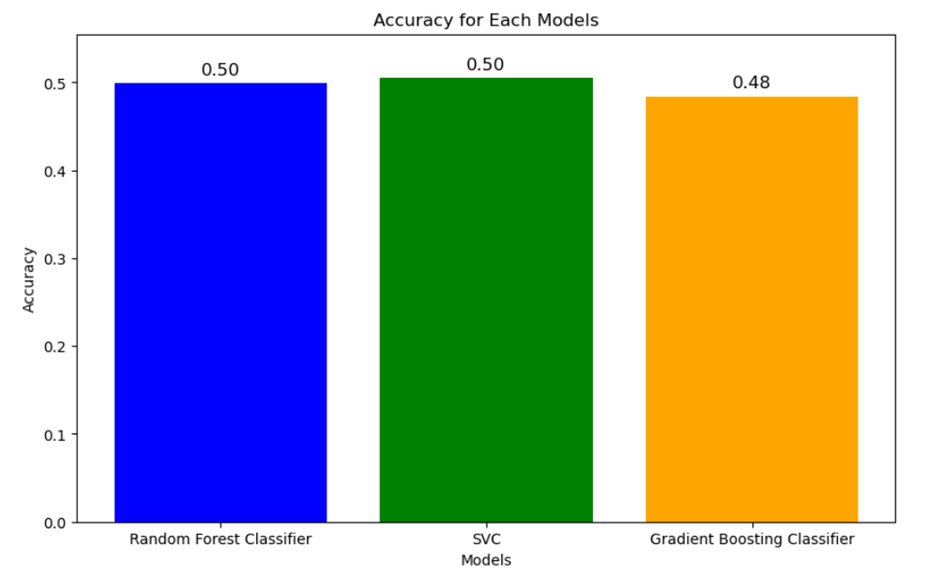 Accuracy for Each Models
0.50
0.50
0.48
0.5
0.4
0.3
0.2
0.1
0.0
Accuracy
Random Forest Classifier
SVC
Gradient Boosting Classifier
Models